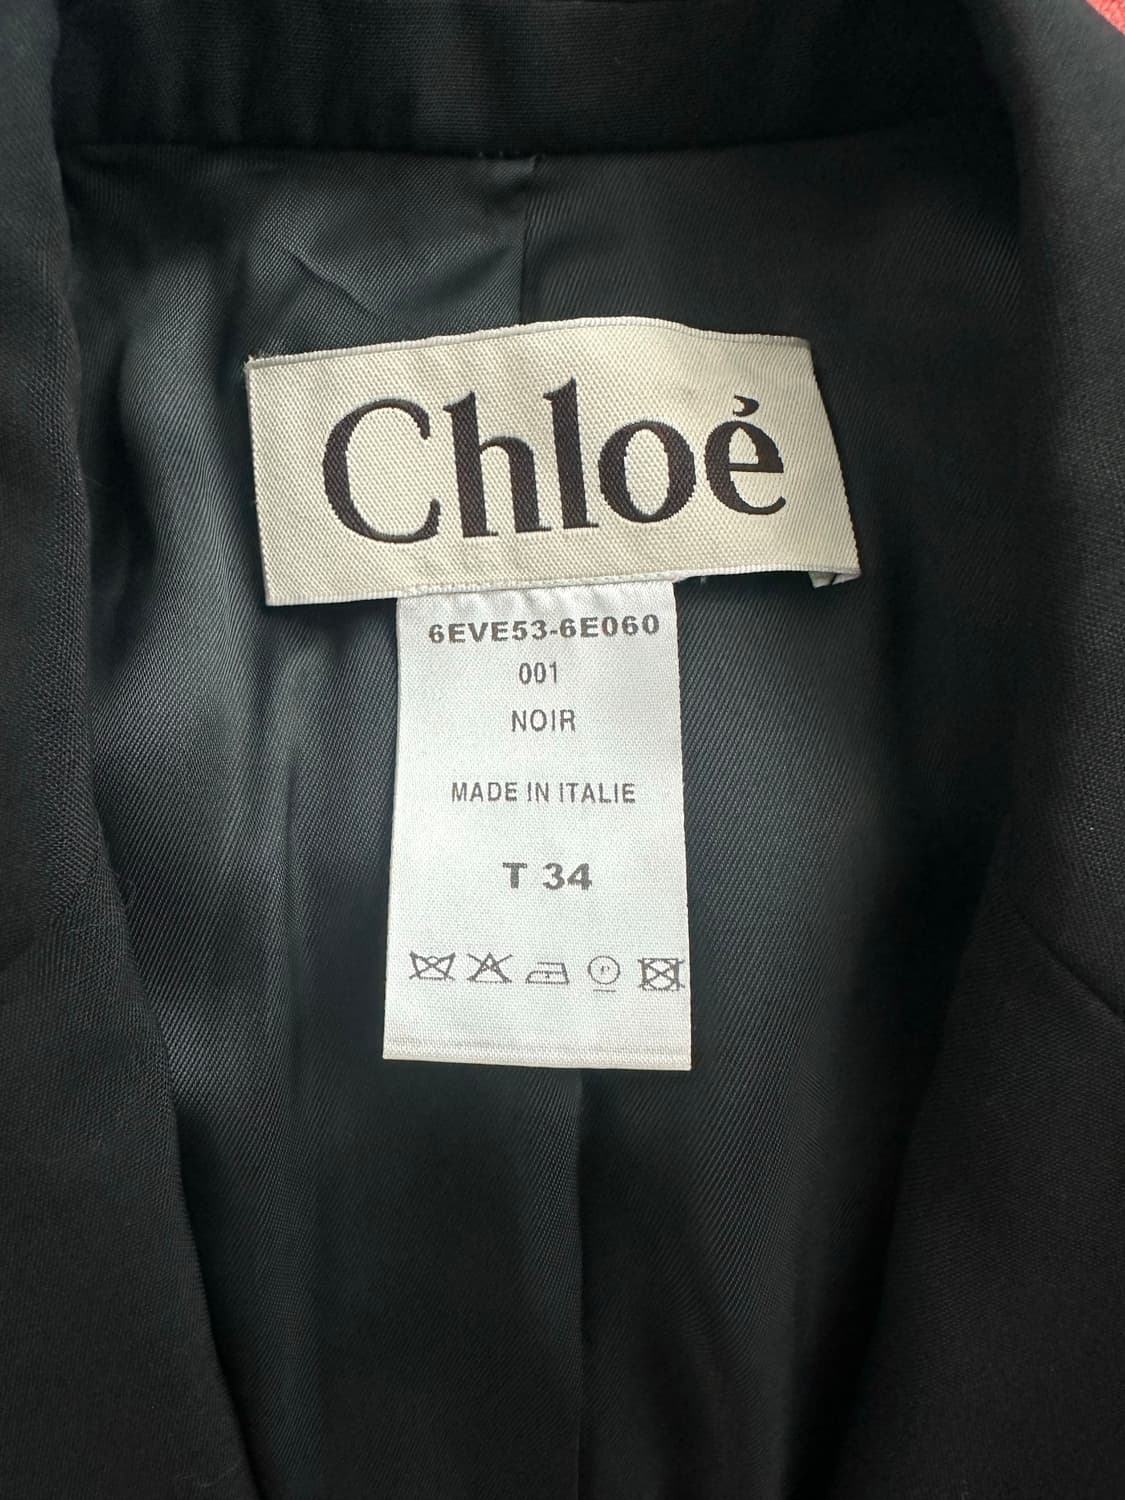 Chloé
6EVE53-6E060
001
NOIR
MADE IN ITALIE
T 34
P